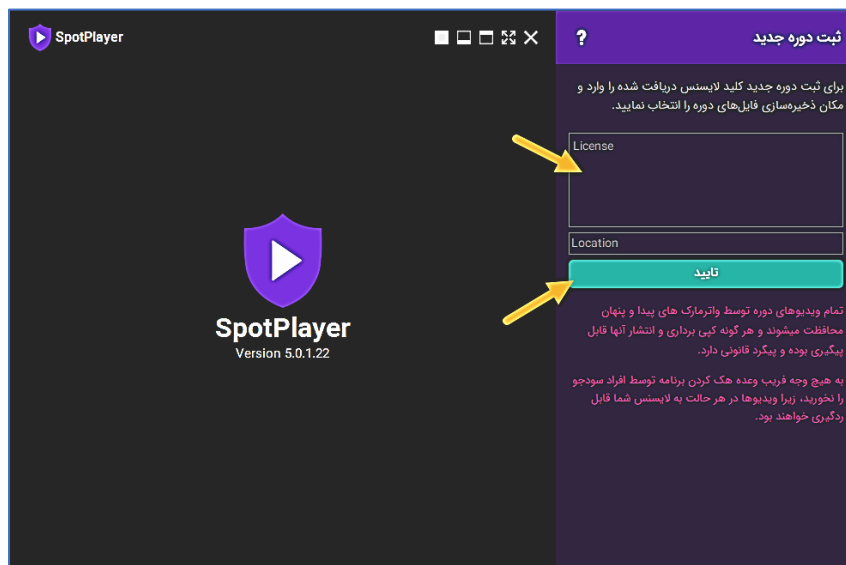 SpotPlayer
?
ثبت دوره جدید
برای ثبت دوره جدید کلید لایسنس دریافت شده را وارد و
مکان ذخیره‌سازی فایل‌های دوره را انتخاب نمایید.
License
Location
تایید
تمام ویدیوهای دوره توسط واترمارک های پیدا و پنهان
محافظت میشوند و هر گونه کپی برداری و انتشار آنها قابل
پیگیری بوده و پیگرد قانونی دارد.
به هیچ وجه فریب وعده هک کردن برنامه توسط افراد سودجو
را نخورید، زیرا ویدیوها در هر حالت به لایسنس شما قابل
ردگیری خواهند بود.
SpotPlayer
Version 5.0.1.22